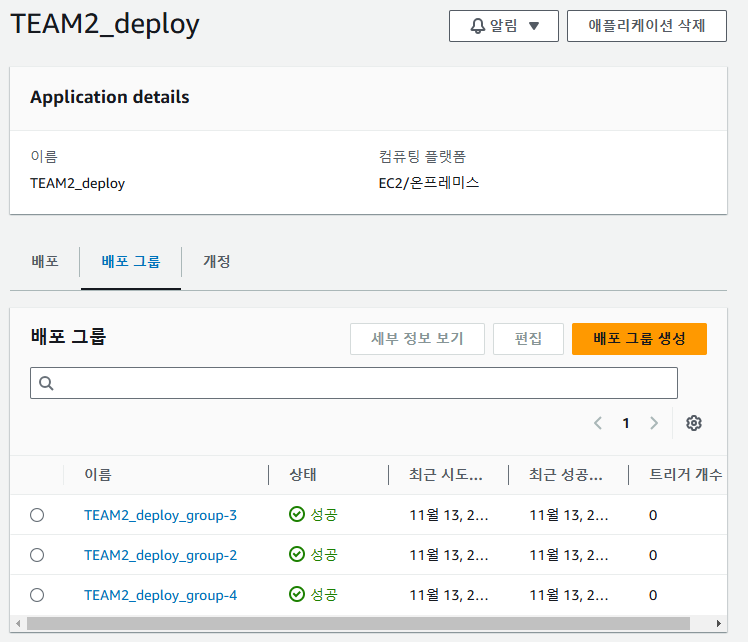 TEAM2_deploy
알림 ▼
애플리케이션 삭제
Application details
이름
컴퓨팅 플랫폼
TEAM2_deploy
EC2/온프레미스
배포
배포 그룹
개정
배포 그룹
세부 정보 보기
편집
배포 그룹 생성
1
이름
상태
최근 시도...
최근 성공...
트리거 개수
TEAM2_deploy_group-3
성공
11월 13, 2...
11월 13, 2...
0
TEAM2_deploy_group-2
성공
11월 13, 2...
11월 13, 2...
0
TEAM2_deploy_group-4
성공
11월 13, 2...
11월 13, 2...
0